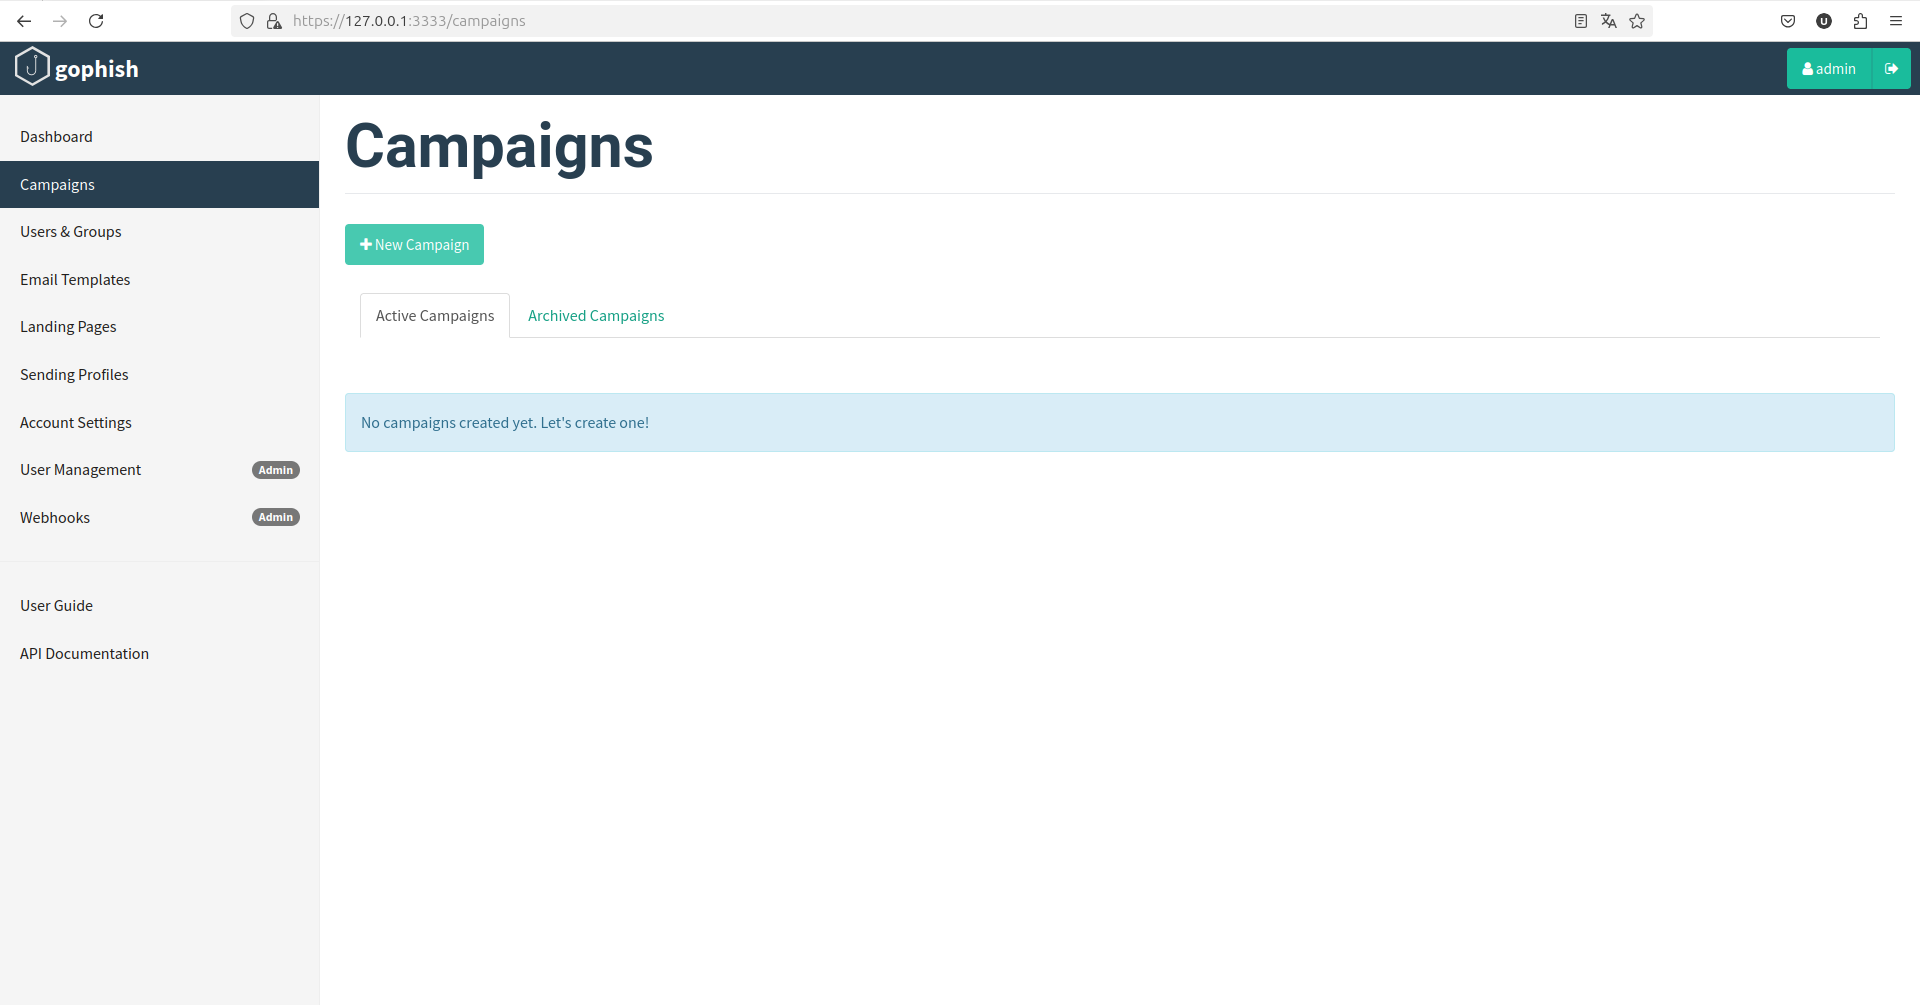 https://127.0.0.1:3333/campaigns
U
gophish
admin
Dashboard
Campaigns
Users & Groups
Email Templates
Landing Pages
Sending Profiles
Account Settings
User Management Admin
Webhooks Admin
User Guide
API Documentation
Campaigns
New Campaign
Active Campaigns Archived Campaigns
No campaigns created yet. Let's create one!